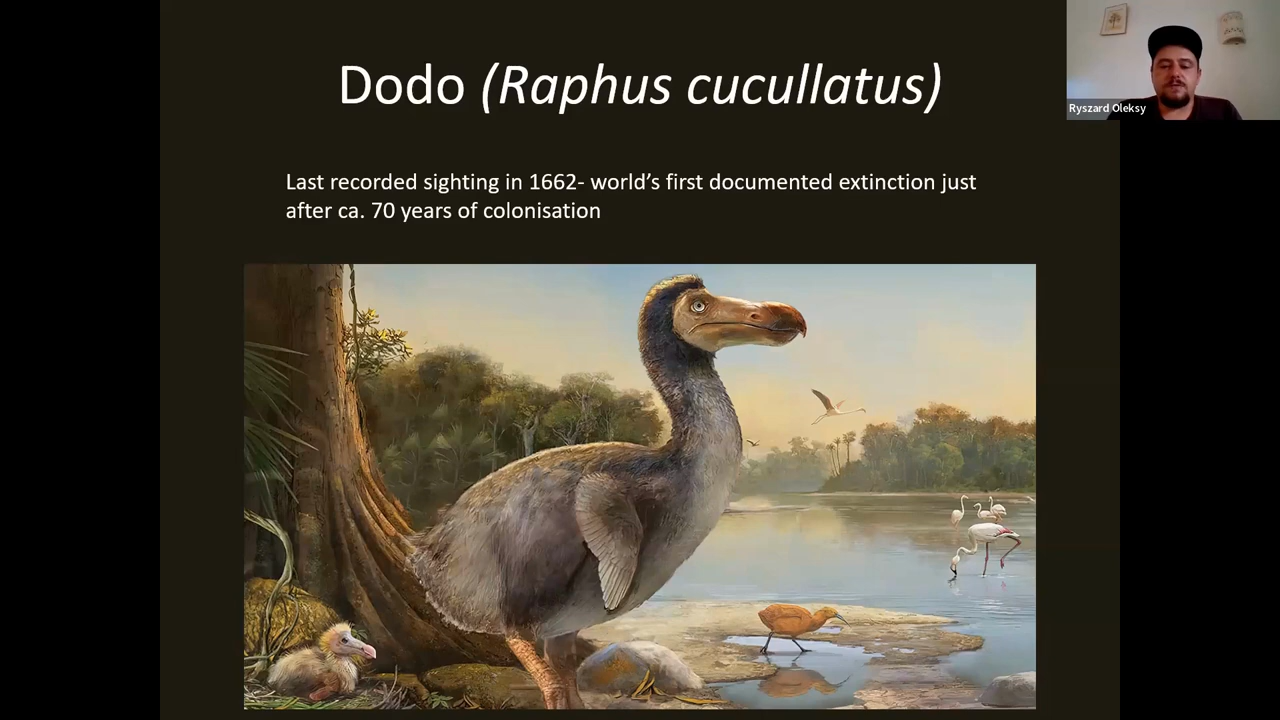 Dodo (Raphus cucullatus)
Ryszard Oleksy
Last recorded sighting in 1662- world’s first documented extinction just
after ca. 70 years of colonisation